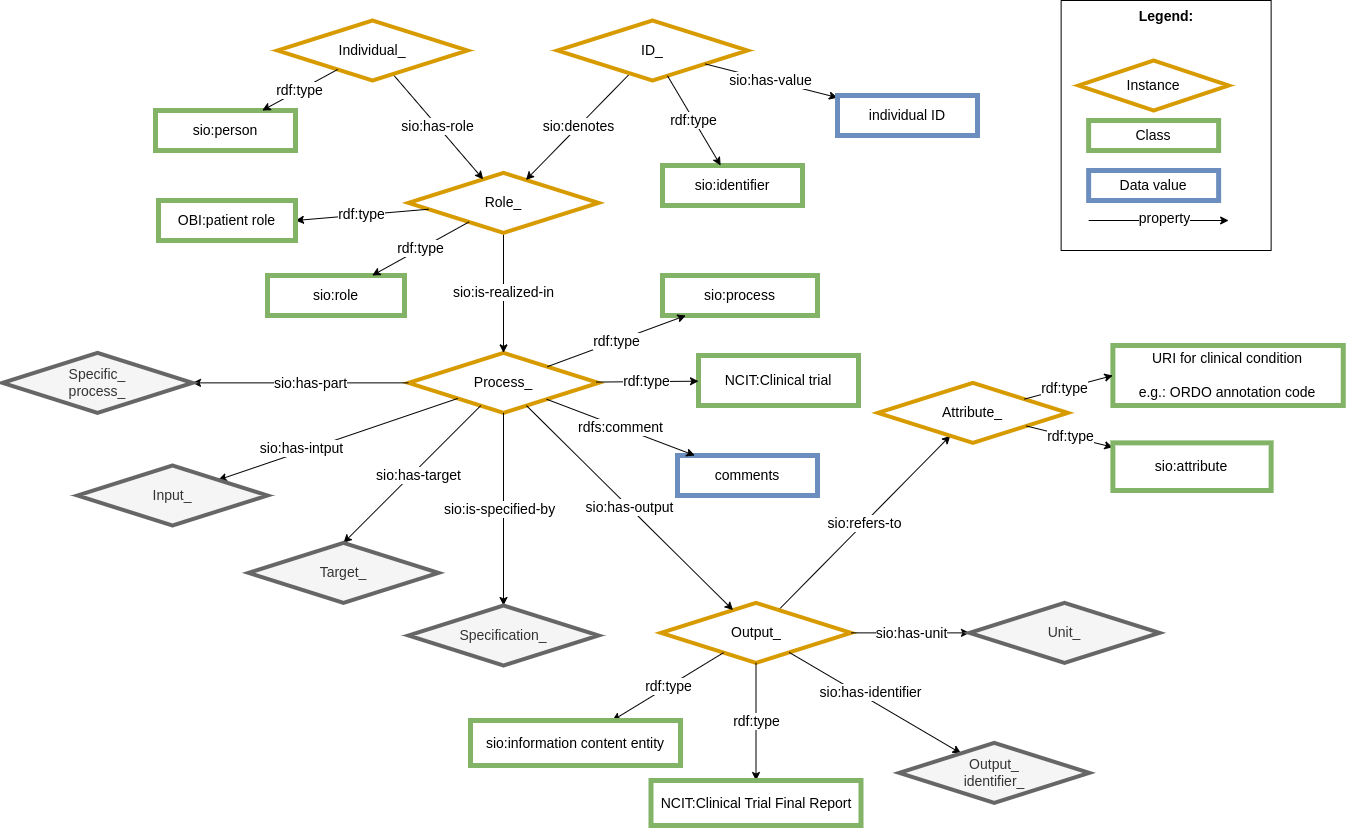 Legend:
Individual_
ID_
rdf:type
sio:has-value
Instance
sio:person
sio:has-role
sio:denotes
rdf:type
individual ID
Class
sio:identifier
Data value
OBI:patient role
rdf:type
Role_
property
rdf:type
sio:role
sio:is-realized-in
sio:process
rdf:type
Specific_
process_
sio:has-part
Process_
rdf:type
NCIT:Clinical trial
URI for clinical condition
e.g.: ORDO annotation code
rdf:type
Attribute_
rdf:type
sio:attribute
rdfs:comment
comments
sio:has-intput
Input_
sio:has-target
sio:is-specified-by
sio:has-output
sio:refers-to
Target_
Specification_
Output_
sio:has-unit
Unit_
rdf:type
rdf:type
sio:has-identifier
sio:information content entity
Output_
identifier_
NCIT:Clinical Trial Final Report